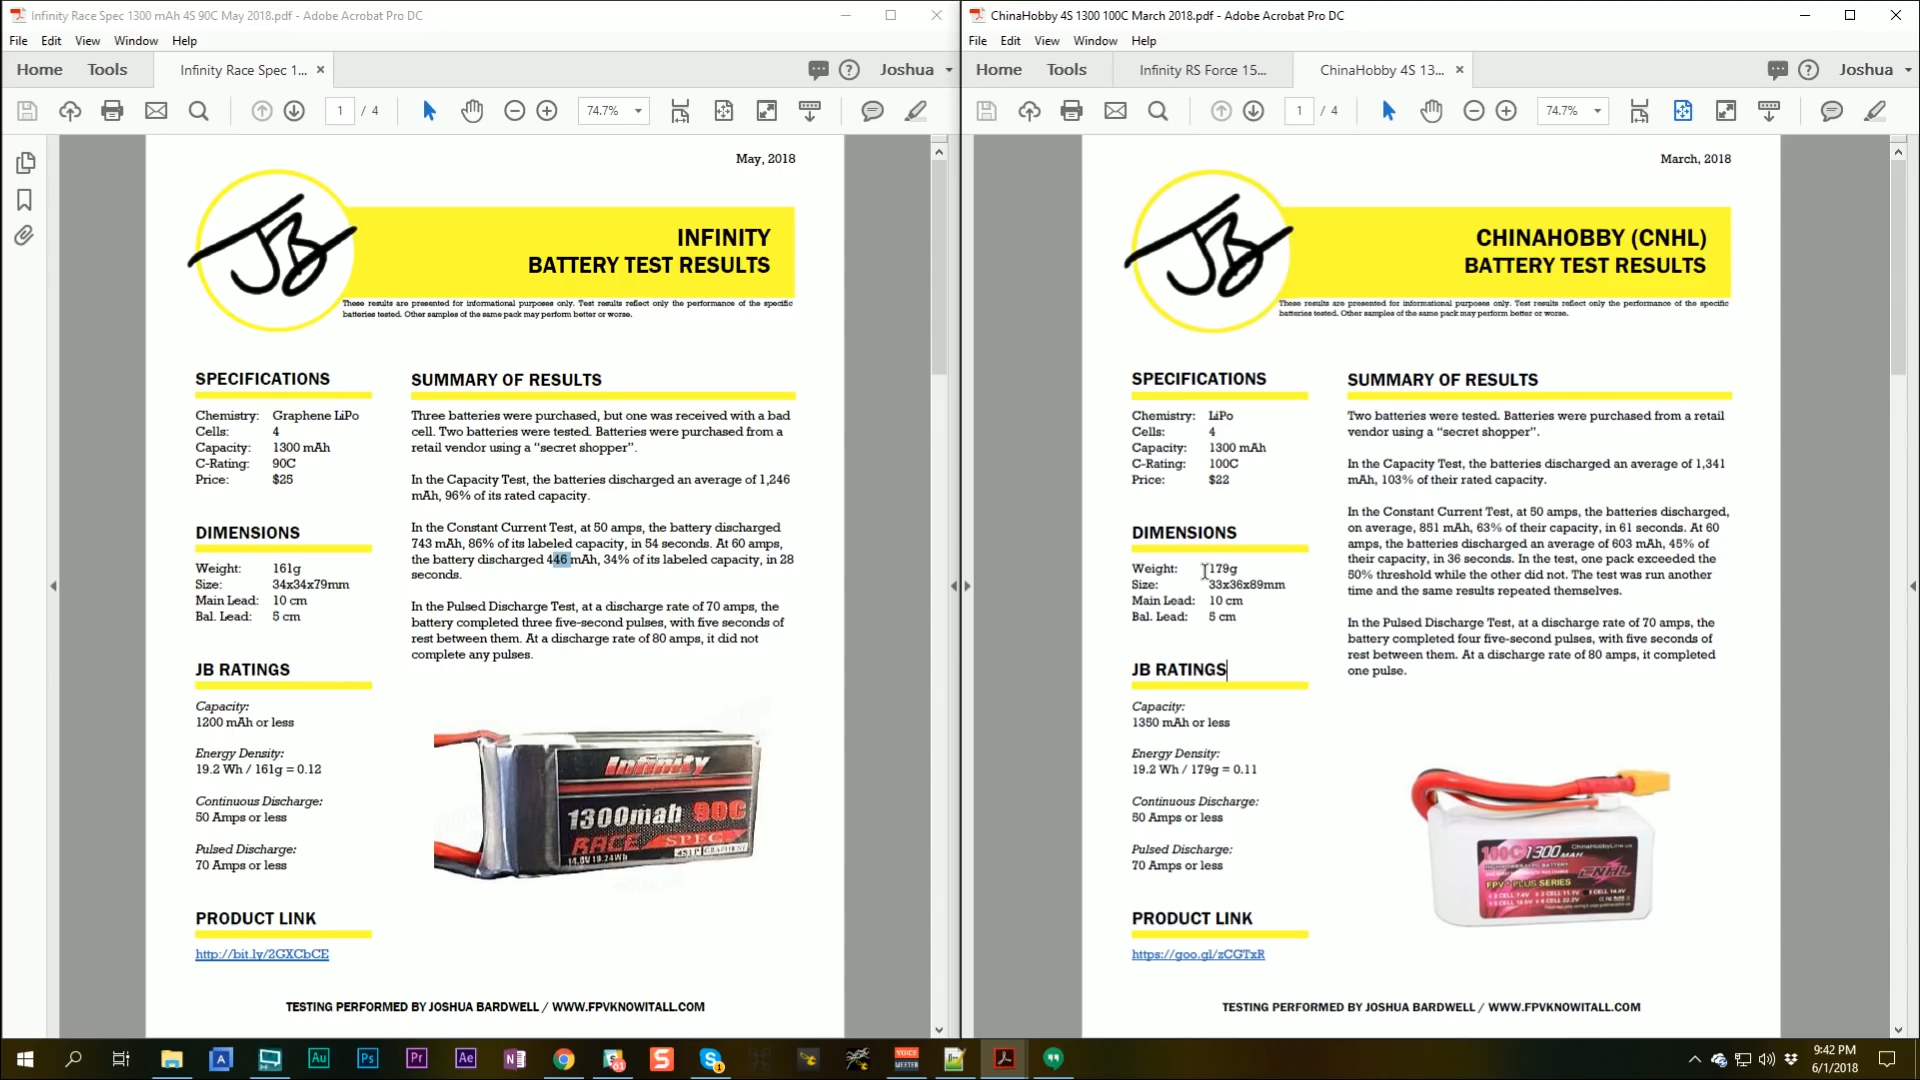 Infinity Race Spec 1300 mAh 4S 90C May 2018.pdf - Adobe Acrobat Pro DC
File Edit View Window Help
Home Tools Infinity Race Spec 1... × Joshua
1 / 4 74.7%
May, 2018
JB
INFINITY
BATTERY TEST RESULTS
These results are presented for informational purposes only. Test results reflect only the performance of the specific
batteries tested. Other samples of the same pack may perform better or worse.
SPECIFICATIONS
Chemistry: Graphene LiPo
Cells: 4
Capacity: 1300 mAh
C-Rating: 90C
Price: $25
DIMENSIONS
Weight: 161g
Size: 34x34x79mm
Main Lead: 10 cm
Bal. Lead: 5 cm
JB RATINGS
Capacity:
1200 mAh or less
Energy Density:
19.2 Wh / 161g = 0.12
Continuous Discharge:
50 Amps or less
Pulsed Discharge:
70 Amps or less
PRODUCT LINK
http://bit.ly/2GXCbCE
SUMMARY OF RESULTS
Three batteries were purchased, but one was received with a bad
cell. Two batteries were tested. Batteries were purchased from a
retail vendor using a “secret shopper”.
In the Capacity Test, the batteries discharged an average of 1,246
mAh, 96% of its rated capacity.
In the Constant Current Test, at 50 amps, the battery discharged
743 mAh, 86% of its labeled capacity, in 54 seconds. At 60 amps,
the battery discharged 446 mAh, 34% of its labeled capacity, in 28
seconds.
In the Pulsed Discharge Test, at a discharge rate of 70 amps, the
battery completed three five-second pulses, with five seconds of
rest between them. At a discharge rate of 80 amps, it did not
complete any pulses.
Infinity
1300mah 90C
RACE SPEC
14.8V 19.24Wh 4S1P GRAPHENE
TESTING PERFORMED BY JOSHUA BARDWELL / WWW.FPVKNOWITALL.COM
ChinaHobby 4S 1300 100C March 2018.pdf - Adobe Acrobat Pro DC
File Edit View Window Help
Home Tools Infinity RS Force 15... ChinaHobby 4S 13... × Joshua
1 / 4 74.7%
March, 2018
JB
CHINAHOBBY (CNHL)
BATTERY TEST RESULTS
These results are presented for informational purposes only. Test results reflect only the performance of the specific
batteries tested. Other samples of the same pack may perform better or worse.
SPECIFICATIONS
Chemistry: LiPo
Cells: 4
Capacity: 1300 mAh
C-Rating: 100C
Price: $22
DIMENSIONS
Weight: 179g
Size: 33x36x89mm
Main Lead: 10 cm
Bal. Lead: 5 cm
JB RATINGS
Capacity:
1350 mAh or less
Energy Density:
19.2 Wh / 179g = 0.11
Continuous Discharge:
50 Amps or less
Pulsed Discharge:
70 Amps or less
PRODUCT LINK
https://goo.gl/zCGTxR
SUMMARY OF RESULTS
Two batteries were tested. Batteries were purchased from a retail
vendor using a “secret shopper”.
In the Capacity Test, the batteries discharged an average of 1,341
mAh, 103% of their rated capacity.
In the Constant Current Test, at 50 amps, the batteries discharged,
on average, 851 mAh, 63% of their capacity, in 61 seconds. At 60
amps, the batteries discharged an average of 603 mAh, 45% of
their capacity, in 36 seconds. In the test, one pack exceeded the
50% threshold while the other did not. The test was run another
time and the same results repeated themselves.
In the Pulsed Discharge Test, at a discharge rate of 70 amps, the
battery completed four five-second pulses, with five seconds of
rest between them. At a discharge rate of 80 amps, it completed
one pulse.
ChinaHobbyLine.us
100C 1300 MAH
FPV PLUS SERIES CNHL
TESTING PERFORMED BY JOSHUA BARDWELL / WWW.FPVKNOWITALL.COM
A Au Ps Pr Ae N S S VOICE MEETER
9:42 PM
6/1/2018